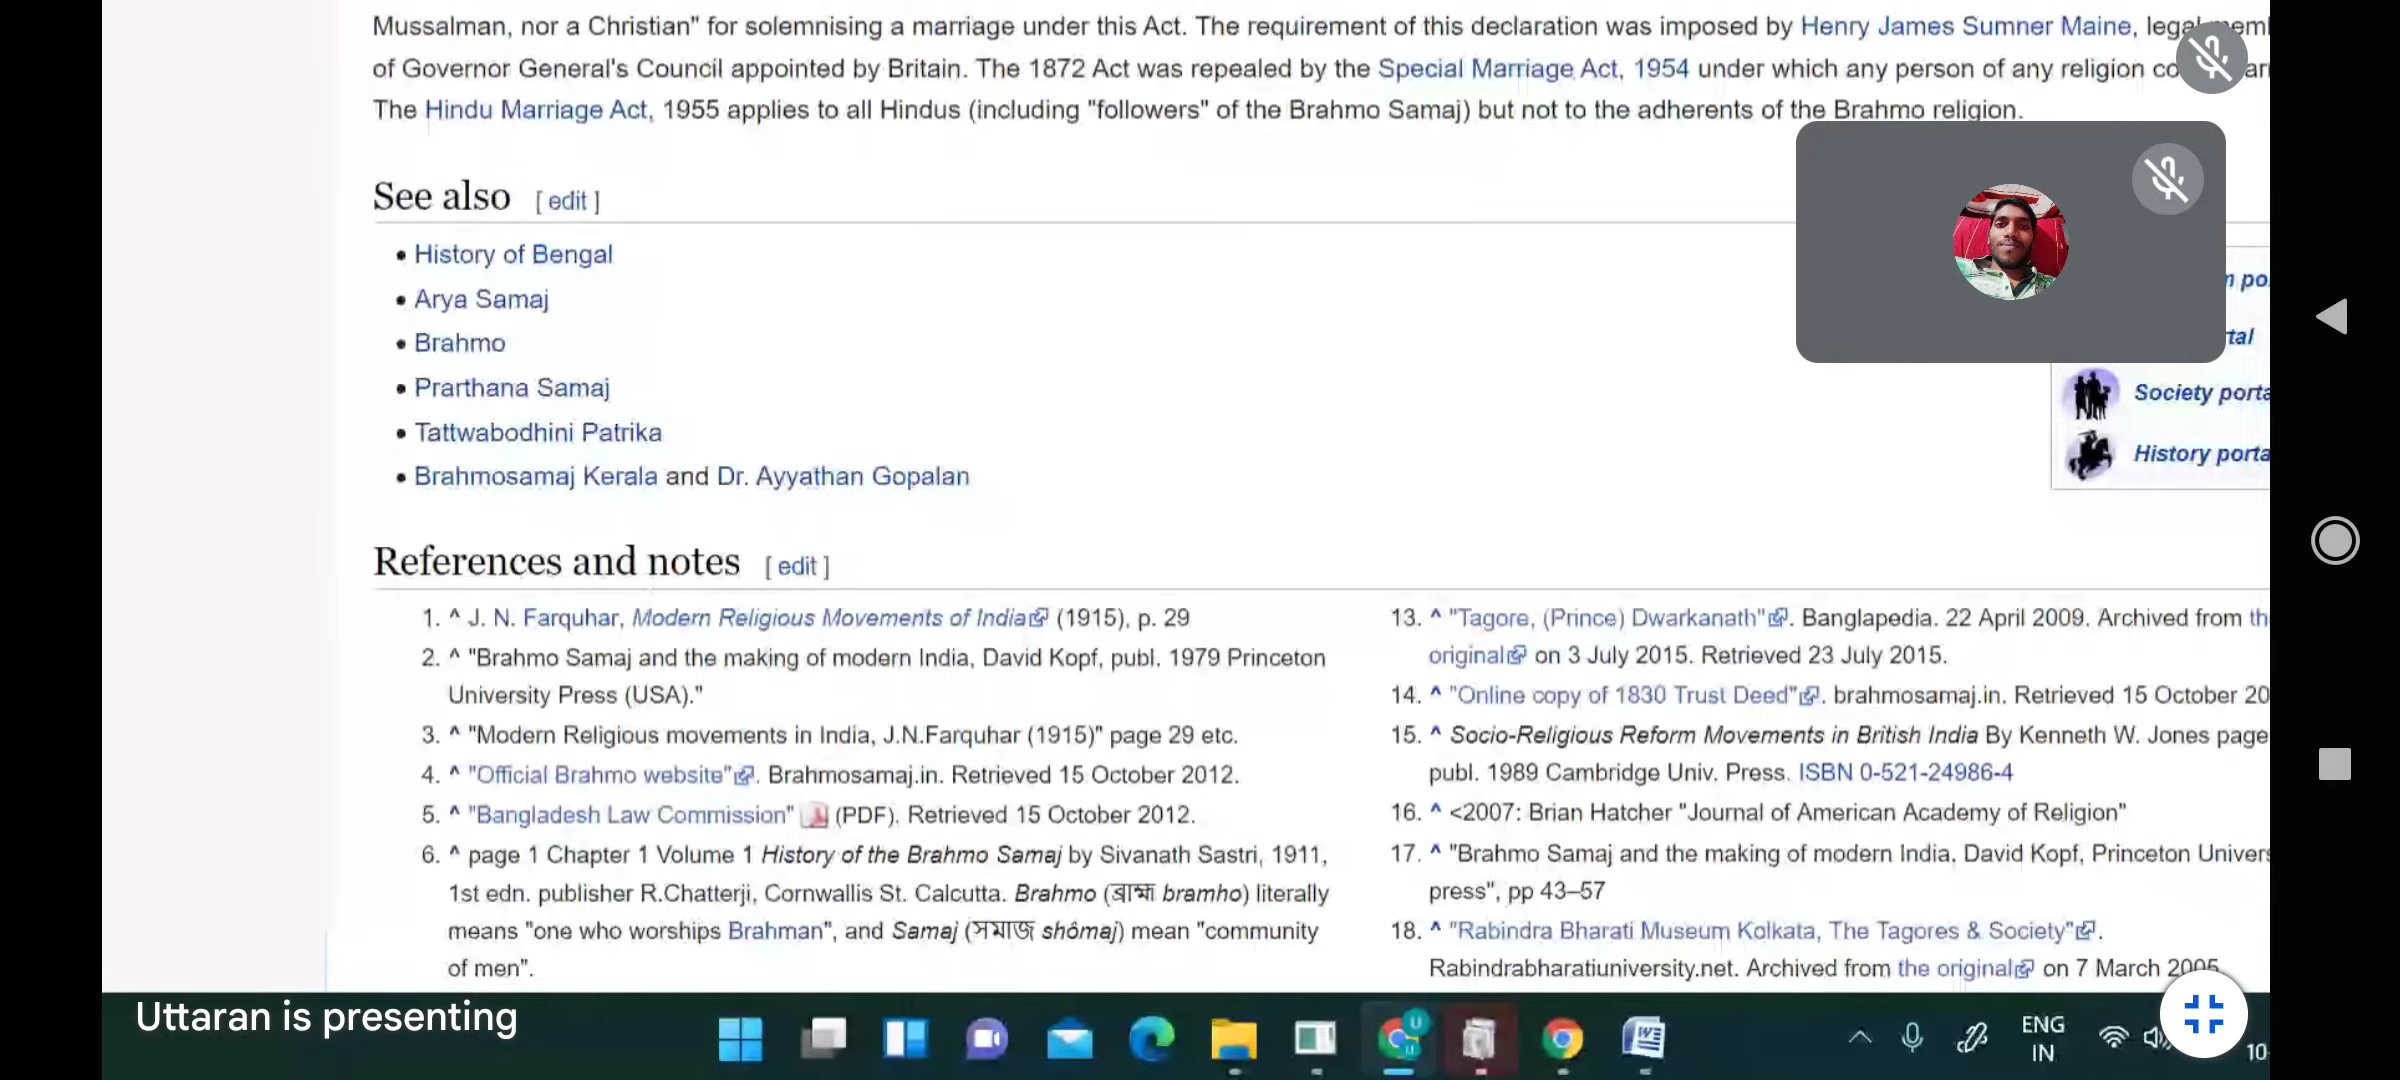 Mussalman, nor a Christian" for solemnising a marriage under this Act. The requirement of this declaration was imposed by Henry James Sumner Maine,
of Governor General's Council appointed by Britain. The 1872 Act was repealed by the Special Marriage Act, 1954 under which any person of any religion
The Hindu Marriage Act, 1955 applies to all Hindus (including "followers" of the Brahmo Samaj) but not to the adherents of the Brahmo religion.
See also [ edit ]
• History of Bengal
• Arya Samaj
• Brahmo
• Prarthana Samaj
• Tattwabodhini Patrika
• Brahmosamaj Kerala and Dr. Ayyathan Gopalan
Society
History
References and notes [ edit ]
1. ^ J. N. Farquhar, Modern Religious Movements of India (1915), p. 29
2. ^ "Brahmo Samaj and the making of modern India, David Kopf, publ. 1979 Princeton
University Press (USA)."
3. ^ "Modern Religious movements in India, J.N.Farquhar (1915)" page 29 etc.
4. ^ "Official Brahmo website". Brahmosamaj.in. Retrieved 15 October 2012.
5. ^ "Bangladesh Law Commission" (PDF). Retrieved 15 October 2012.
6. ^ page 1 Chapter 1 Volume 1 History of the Brahmo Samaj by Sivanath Sastri, 1911,
1st edn. publisher R.Chatterji, Cornwallis St. Calcutta. Brahmo (ব্রাহ্ম bramho) literally
means "one who worships Brahman", and Samaj (সমাজ shômaj) mean "community
of men".
13. ^ "Tagore, (Prince) Dwarkanath". Banglapedia. 22 April 2009. Archived from
original on 3 July 2015. Retrieved 23 July 2015.
14. ^ "Online copy of 1830 Trust Deed". brahmosamaj.in. Retrieved 15 October
15. ^ Socio-Religious Reform Movements in British India By Kenneth W. Jones page
publ. 1989 Cambridge Univ. Press. ISBN 0-521-24986-4
16. ^ <2007: Brian Hatcher "Journal of American Academy of Religion"
17. ^ "Brahmo Samaj and the making of modern India, David Kopf, Princeton
press", pp 43–57
18. ^ "Rabindra Bharati Museum Kolkata, The Tagores & Society".
Rabindrabharatiuniversity.net. Archived from the original on 7 March 2005
Uttaran is presenting
ENG
IN